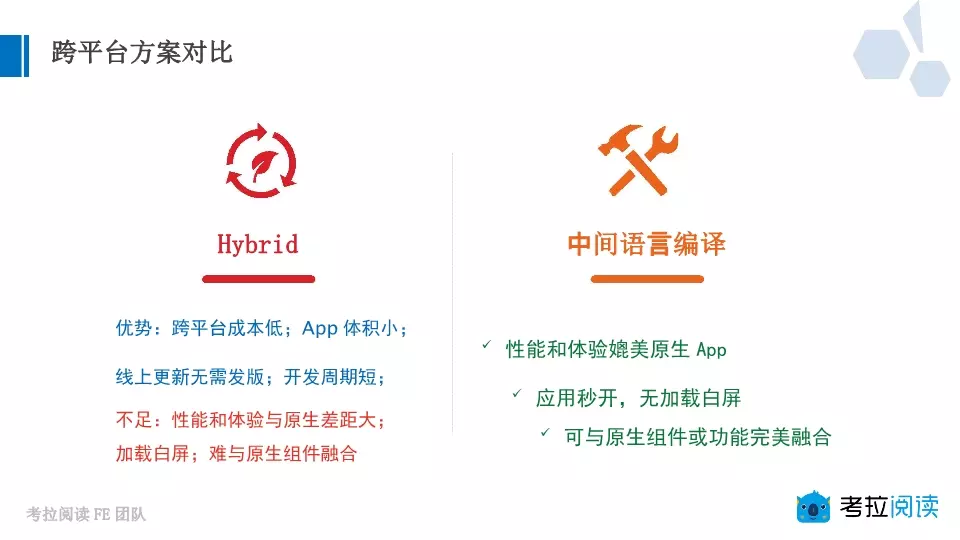 跨平台方案对比
Hybrid
优势：跨平台成本低；App 体积小；
线上更新无需发版；开发周期短；
不足：性能和体验与原生差距大；
加载白屏；难与原生组件融合
中间语言编译
性能和体验媲美原生 App
应用秒开，无加载白屏
可与原生组件或功能完美融合
考拉阅读 FE 团队
考拉阅读